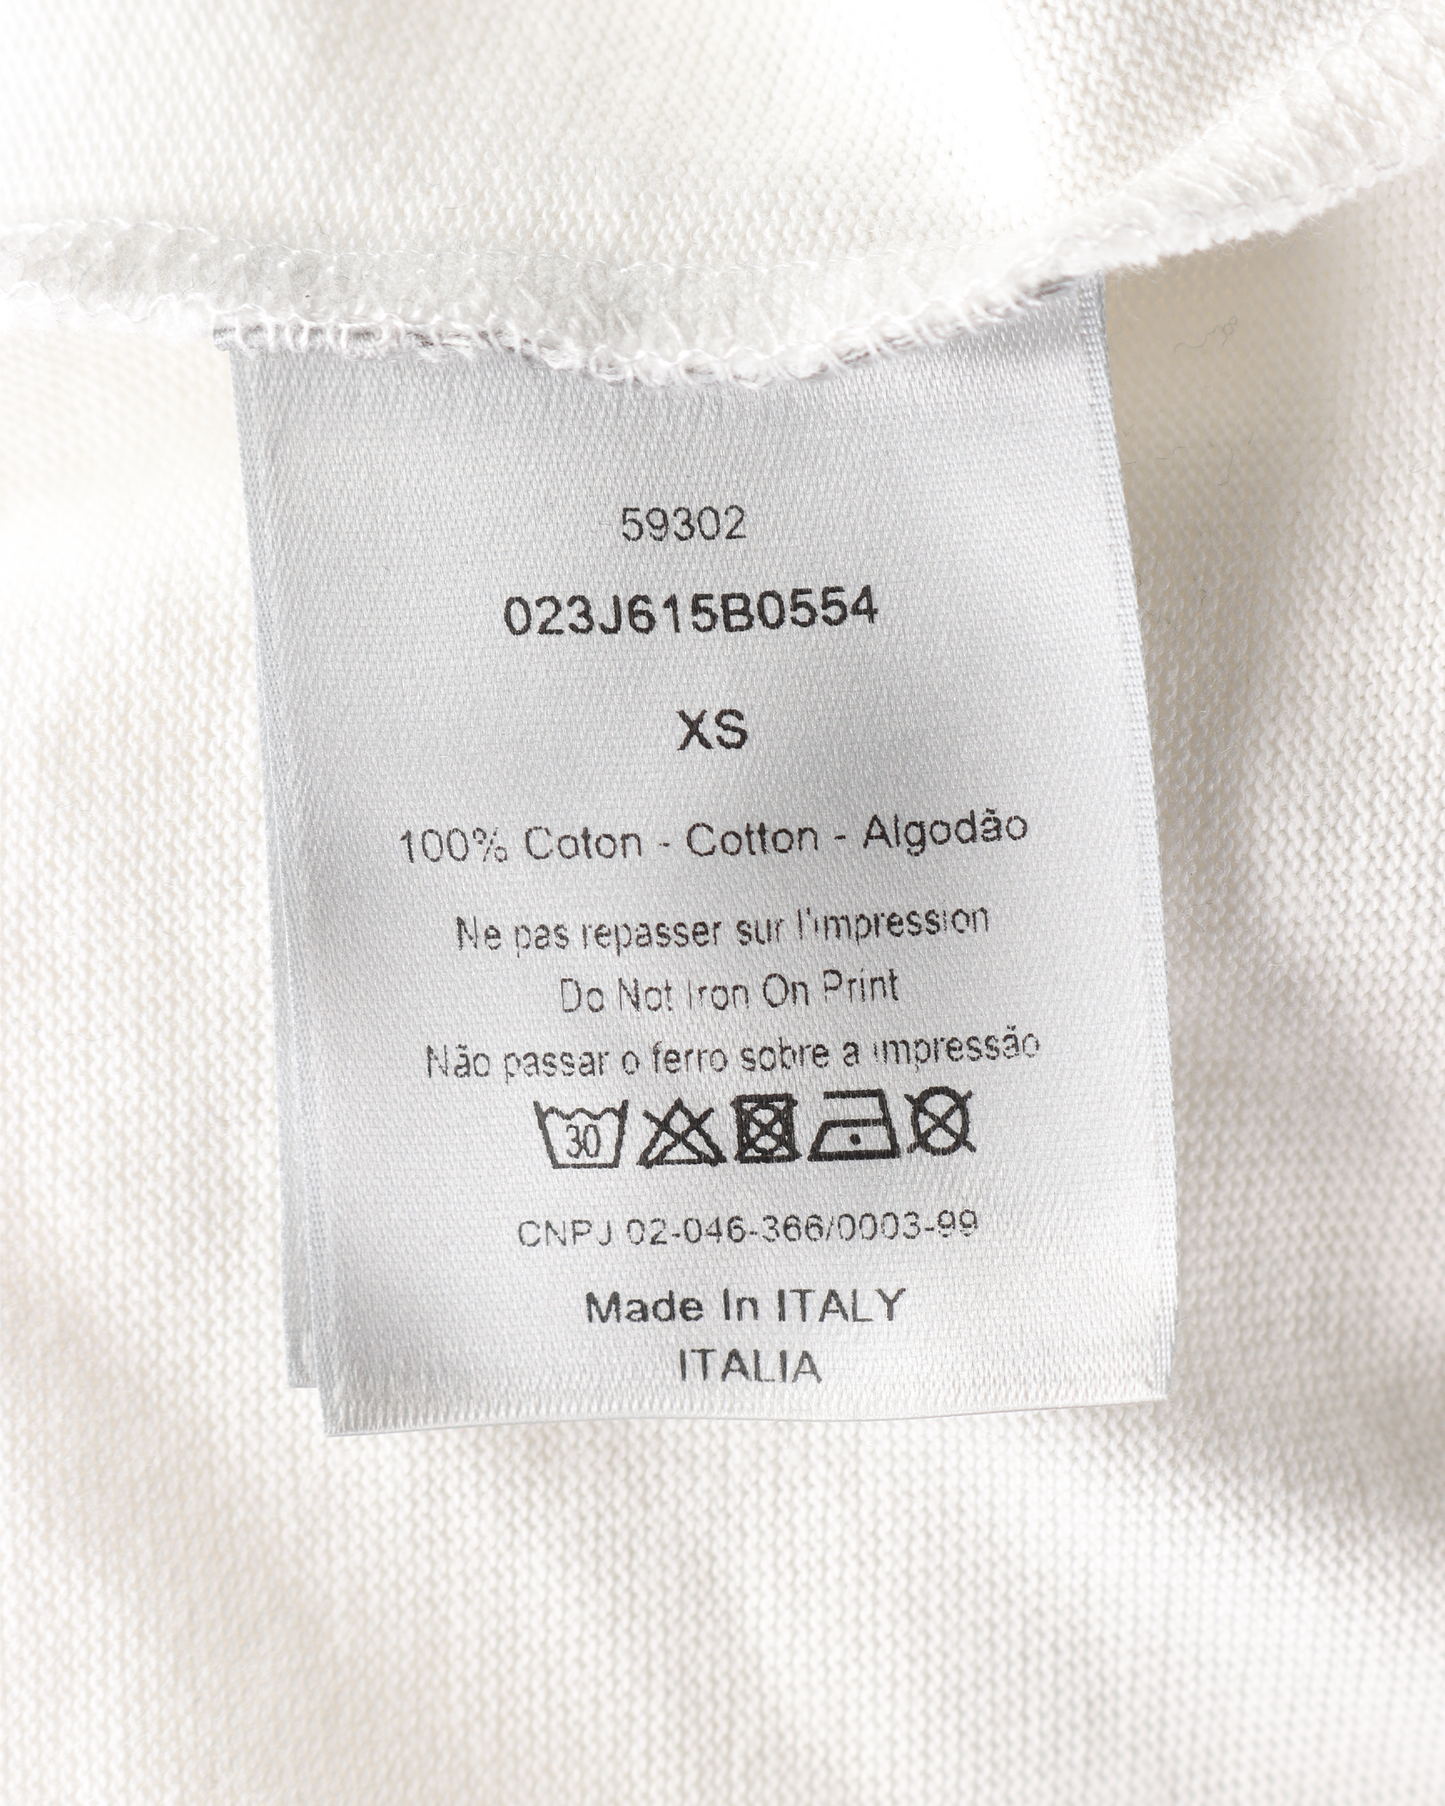 59302
023J615B0554
XS
100% Coton - Cotton - Algodão
Ne pas repasser sur l'impression
Do Not Iron On Print
Não passar o ferro sobre a impressão
30
CNPJ 02-046-366/0003-99
Made In ITALY
ITALIA